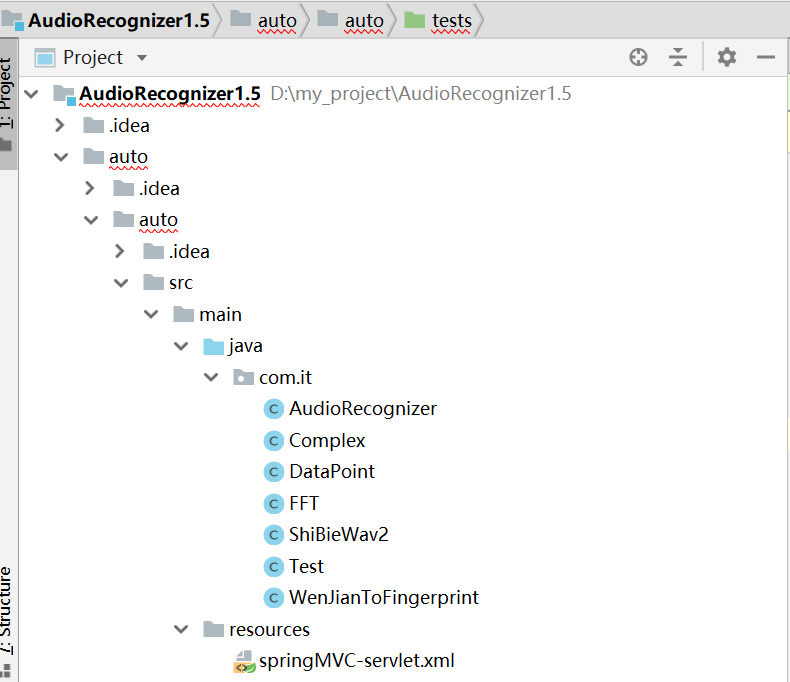 AudioRecognizer1.5 auto auto tests
Project
1: Project
AudioRecognizer1.5 D:\my_project\AudioRecognizer1.5
.idea
auto
.idea
auto
.idea
src
main
java
com.it
AudioRecognizer
Complex
DataPoint
FFT
ShiBieWav2
Test
WenJianToFingerprint
resources
springMVC-servlet.xml
7: Structure